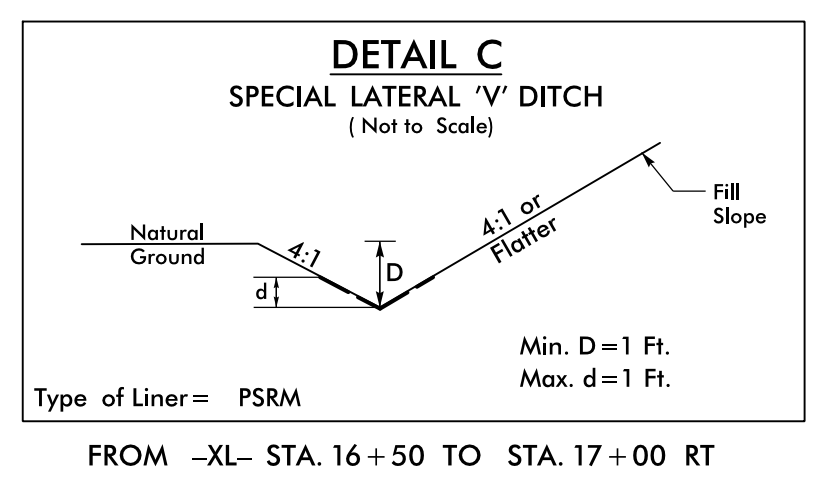 DETAIL C
SPECIAL LATERAL 'V' DITCH
( Not to Scale)
Natural
Ground
4:1
D
d
4:1 or
Flatter
Fill
Slope
Min. D=1 Ft.
Max. d=1 Ft.
Type of Liner= PSRM
FROM –XL– STA. 16+50 TO STA. 17+00 RT